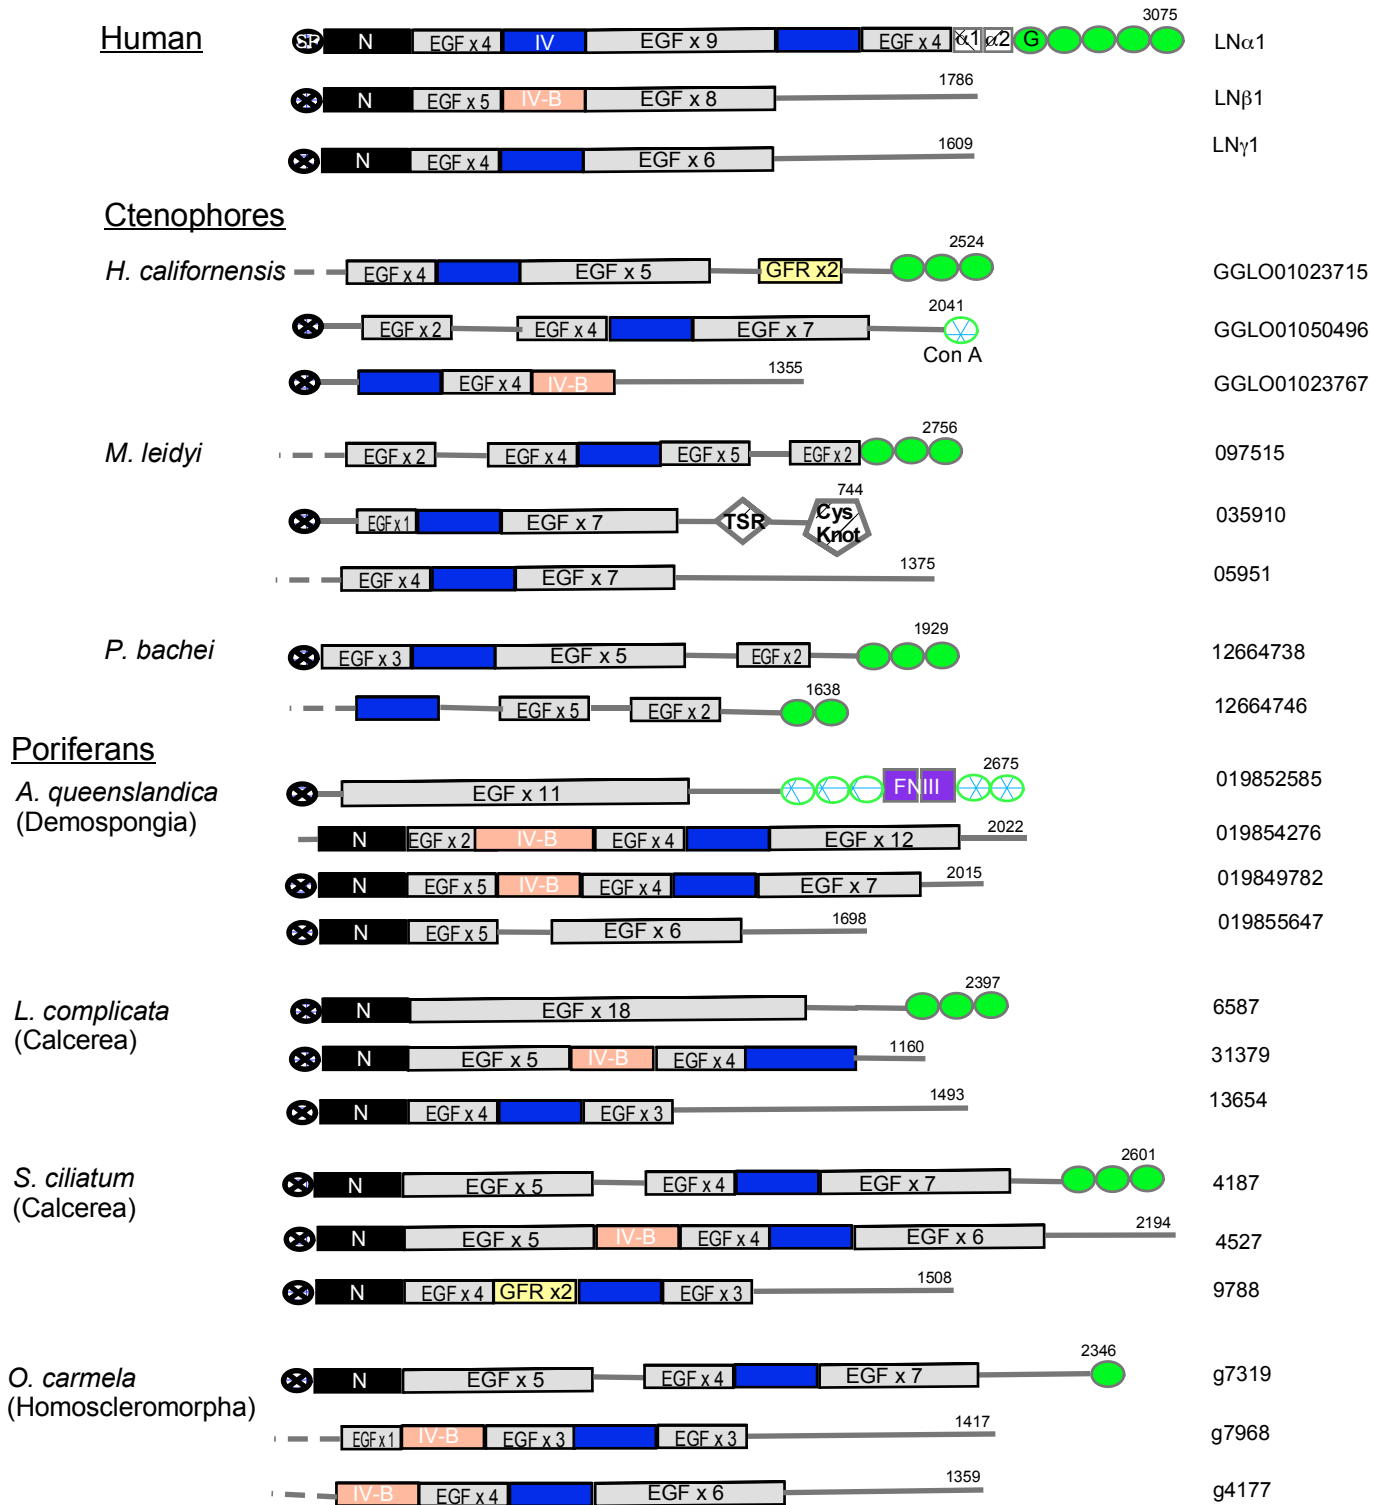 3075
Human SP N EGF x 4 IV EGF x 9 EGF x 4 α1 α2 G LNα1
1786
N EGF x 5 IV-B EGF x 8 LNβ1
1609
N EGF x 4 EGF x 6 LNγ1
Ctenophores
2524
H. californensis EGF x 4 EGF x 5 GFR x2 GGLO01023715
2041
EGF x 2 EGF x 4 EGF x 7 GGLO01050496
Con A
1355
EGF x 4 IV-B GGLO01023767
2756
M. leidyi EGF x 2 EGF x 4 EGF x 5 EGF x 2 097515
744
EGF x 1 EGF x 7 TSR Cys 035910
Knot
1375
EGF x 4 EGF x 7 05951
1929
P. bachei EGF x 3 EGF x 5 EGF x 2 12664738
1638
EGF x 5 EGF x 2 12664746
Poriferans
2675
A. queenslandica EGF x 11 FNIII 019852585
(Demospongia)
2022
N EGF x 2 IV-B EGF x 4 EGF x 12 019854276
2015
N EGF x 5 IV-B EGF x 4 EGF x 7 019849782
1698
N EGF x 5 EGF x 6 019855647
2397
L. complicata N EGF x 18 6587
(Calcerea)
1160
N EGF x 5 IV-B EGF x 4 31379
1493
N EGF x 4 EGF x 3 13654
2601
S. ciliatum N EGF x 5 EGF x 4 EGF x 7 4187
(Calcerea)
2194
N EGF x 5 IV-B EGF x 4 EGF x 6 4527
1508
N EGF x 4 GFR x2 EGF x 3 9788
2346
O. carmela N EGF x 5 EGF x 4 EGF x 7 g7319
(Homoscleromorpha)
1417
EGF x 1 IV-B EGF x 3 EGF x 3 g7968
1359
IV-B EGF x 4 EGF x 6 g4177